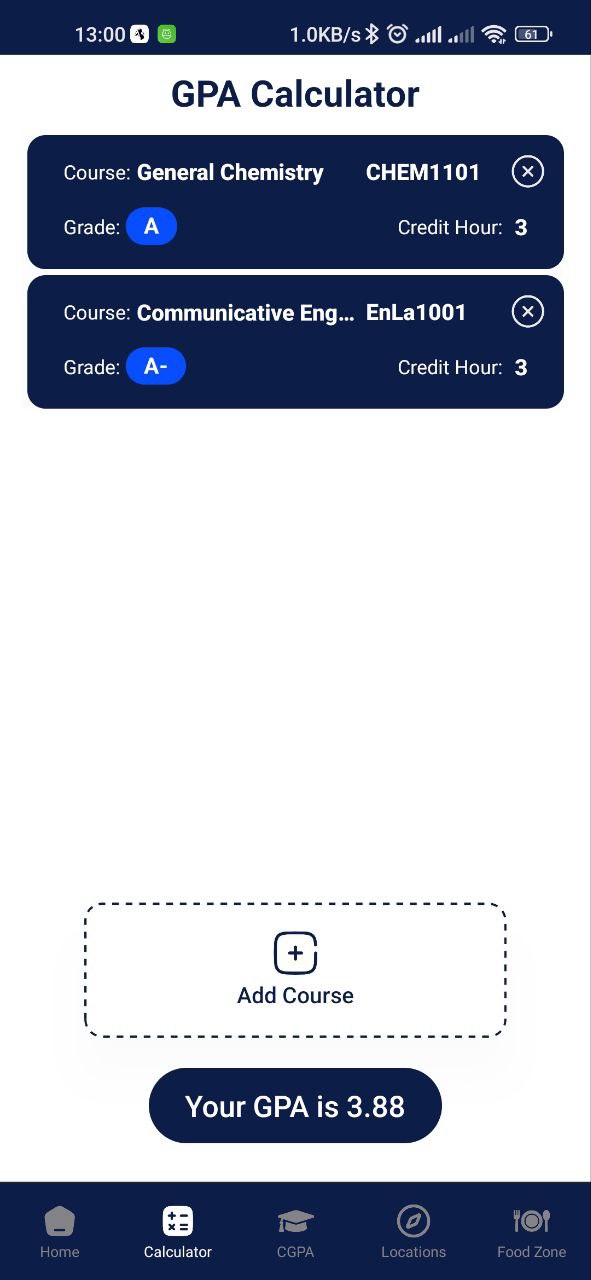 13:00 1.0KB/s 61
GPA Calculator
Course: General Chemistry CHEM1101
Grade: A Credit Hour: 3
Course: Communicative Eng... EnLa1001
Grade: A- Credit Hour: 3
Add Course
Your GPA is 3.88
Home Calculator CGPA Locations Food Zone